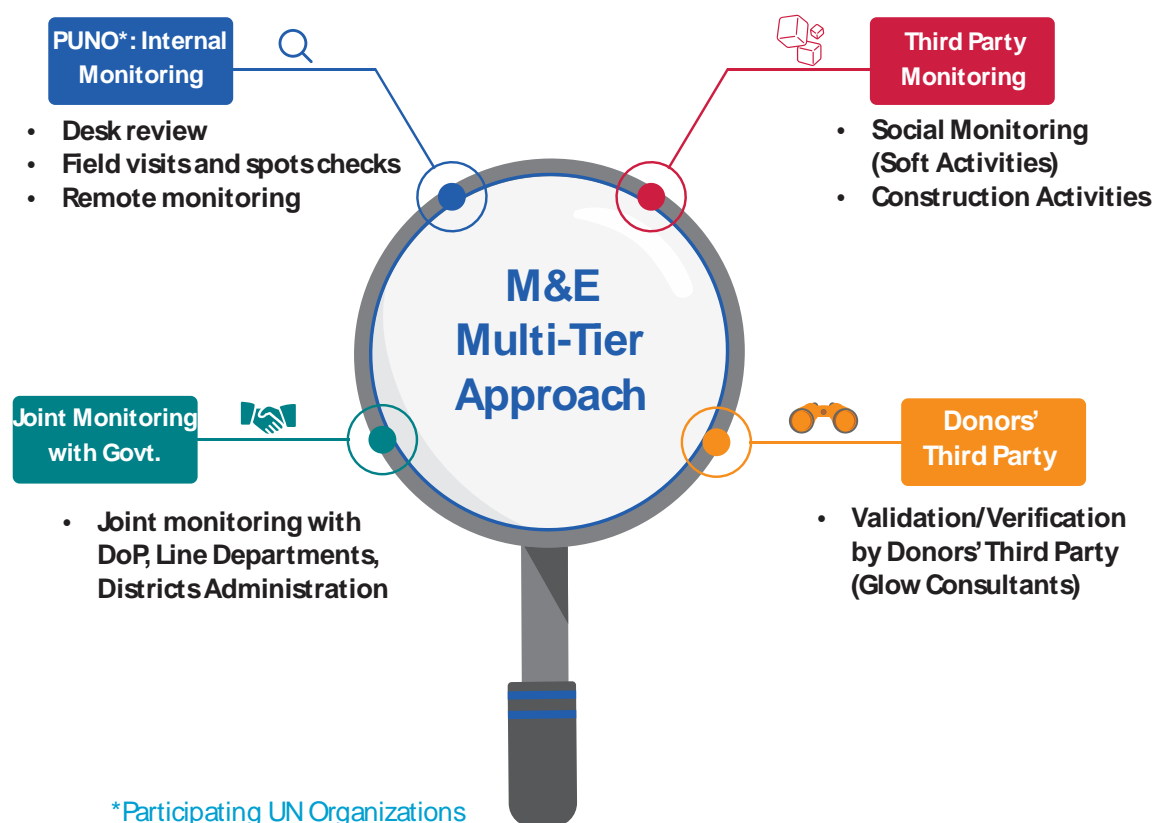 PUNO*: Internal
Monitoring
• Desk review
• Field visits and spots checks
• Remote monitoring
Third Party
Monitoring
• Social Monitoring
(Soft Activities)
• Construction Activities
M&E
Multi-Tier
Approach
Joint Monitoring
with Govt.
• Joint monitoring with
DoP, Line Departments,
Districts Administration
Donors’
Third Party
• Validation/Verification
by Donors’ Third Party
(Glow Consultants)
*Participating UN Organizations